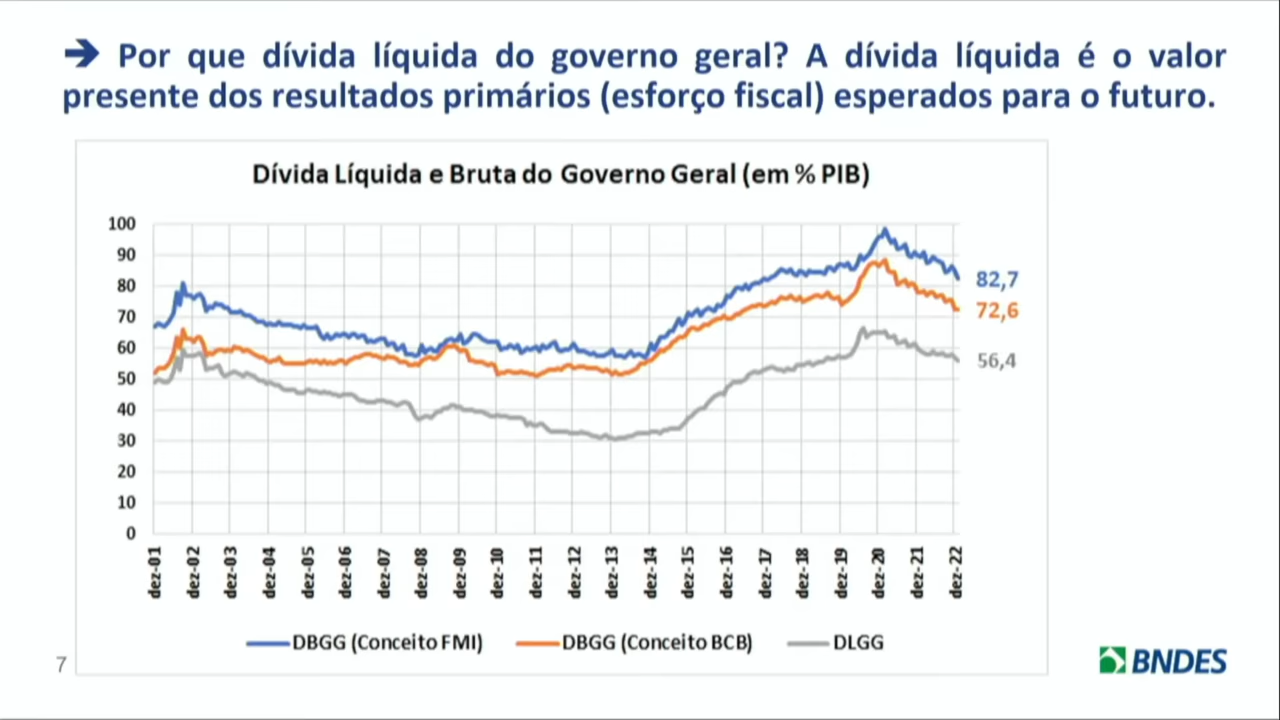 ➔ Por que dívida líquida do governo geral? A dívida líquida é o valor
presente dos resultados primários (esforço fiscal) esperados para o futuro.
Dívida Líquida e Bruta do Governo Geral (em % PIB)
100
90
80
70
60
50
40
30
20
10
0
82,7
72,6
56,4
dez-01
dez-02
dez-03
dez-04
dez-05
dez-06
dez-07
dez-08
dez-09
dez-10
dez-11
dez-12
dez-13
dez-14
dez-15
dez-16
dez-17
dez-18
dez-19
dez-20
dez-21
dez-22
DBGG (Conceito FMI) DBGG (Conceito BCB) DLGG
7
BNDES